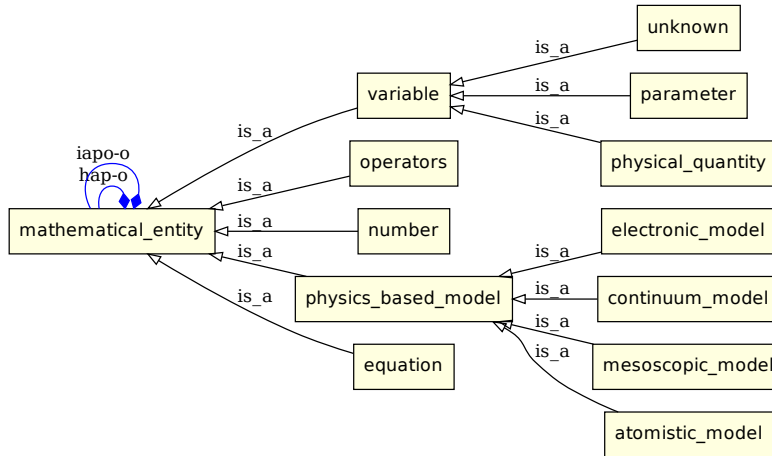 unknown
is_a
variable
is_a
parameter
is_a
is_a
physical_quantity
iapo-o
operators
hap-o
is_a
electronic_model
mathematical_entity
is_a
number
is_a
is_a
physics_based_model
is_a
continuum_model
is_a
is_a
mesoscopic_model
equation
is_a
atomistic_model